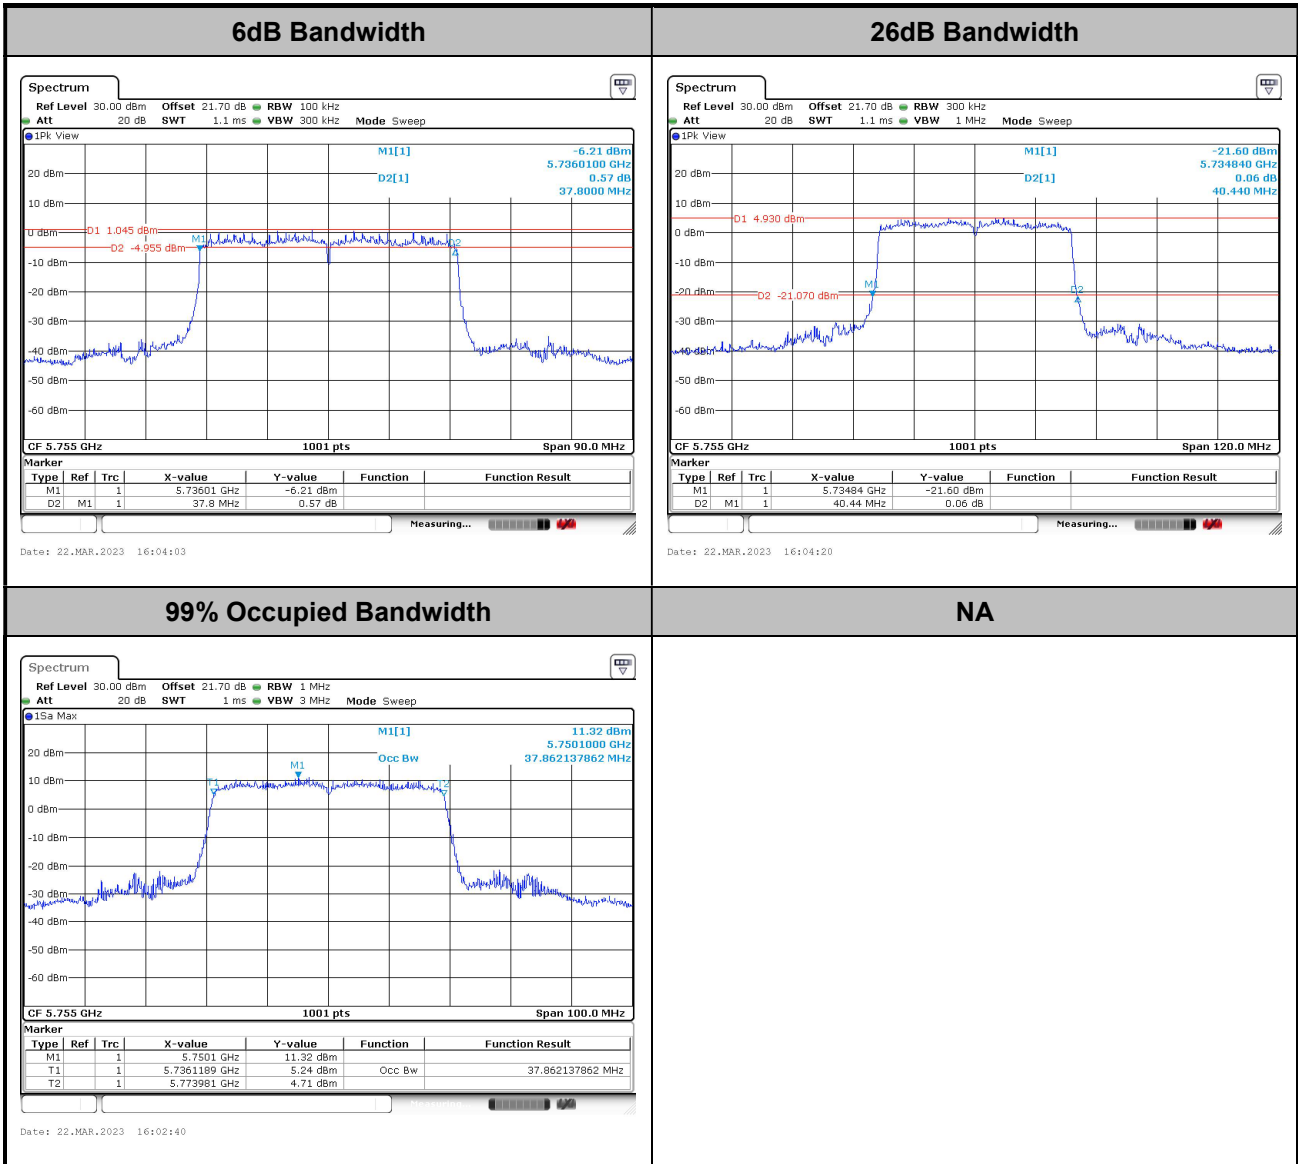 6dB Bandwidth
26dB Bandwidth
Spectrum
Ref Level 30.00 dBm Offset 21.70 dB RBW 100 kHz
Att 20 dB SWT 1.1 ms VBW 300 kHz Mode Sweep
1Pk View
M1[1] -6.21 dBm
5.7360100 GHz
D2[1] 0.57 dB
37.8000 MHz
20 dBm
10 dBm
0 dBm
D1 1.045 dBm
M1
D2
D2 -4.955 dBm
-10 dBm
-20 dBm
-30 dBm
-40 dBm
-50 dBm
-60 dBm
CF 5.755 GHz 1001 pts Span 90.0 MHz
Marker
Type Ref Trc X-value Y-value Function Function Result
M1 1 5.73601 GHz -6.21 dBm
D2 M1 1 37.8 MHz 0.57 dB
Measuring...
Date: 22.MAR.2023 16:04:03
Spectrum
Ref Level 30.00 dBm Offset 21.70 dB RBW 300 kHz
Att 20 dB SWT 1.1 ms VBW 1 MHz Mode Sweep
1Pk View
M1[1] -21.60 dBm
5.734840 GHz
D2[1] 0.06 dB
40.440 MHz
20 dBm
10 dBm
D1 4.930 dBm
0 dBm
-10 dBm
M1
D2
-20 dBm
D2 -21.070 dBm
-30 dBm
-40 dBm
-50 dBm
-60 dBm
CF 5.755 GHz 1001 pts Span 120.0 MHz
Marker
Type Ref Trc X-value Y-value Function Function Result
M1 1 5.73484 GHz -21.60 dBm
D2 M1 1 40.44 MHz 0.06 dB
Measuring...
Date: 22.MAR.2023 16:04:20
99% Occupied Bandwidth
NA
Spectrum
Ref Level 30.00 dBm Offset 21.70 dB RBW 1 MHz
Att 20 dB SWT 1 ms VBW 3 MHz Mode Sweep
1Sa Max
M1[1] 11.32 dBm
5.7501000 GHz
Occ Bw 37.862137862 MHz
20 dBm
M1
10 dBm
T1
T2
0 dBm
-10 dBm
-20 dBm
-30 dBm
-40 dBm
-50 dBm
-60 dBm
CF 5.755 GHz 1001 pts Span 100.0 MHz
Marker
Type Ref Trc X-value Y-value Function Function Result
M1 1 5.7501 GHz 11.32 dBm
T1 1 5.7361189 GHz 5.24 dBm Occ Bw 37.862137862 MHz
T2 1 5.773981 GHz 4.71 dBm
Measuring...
Date: 22.MAR.2023 16:02:40